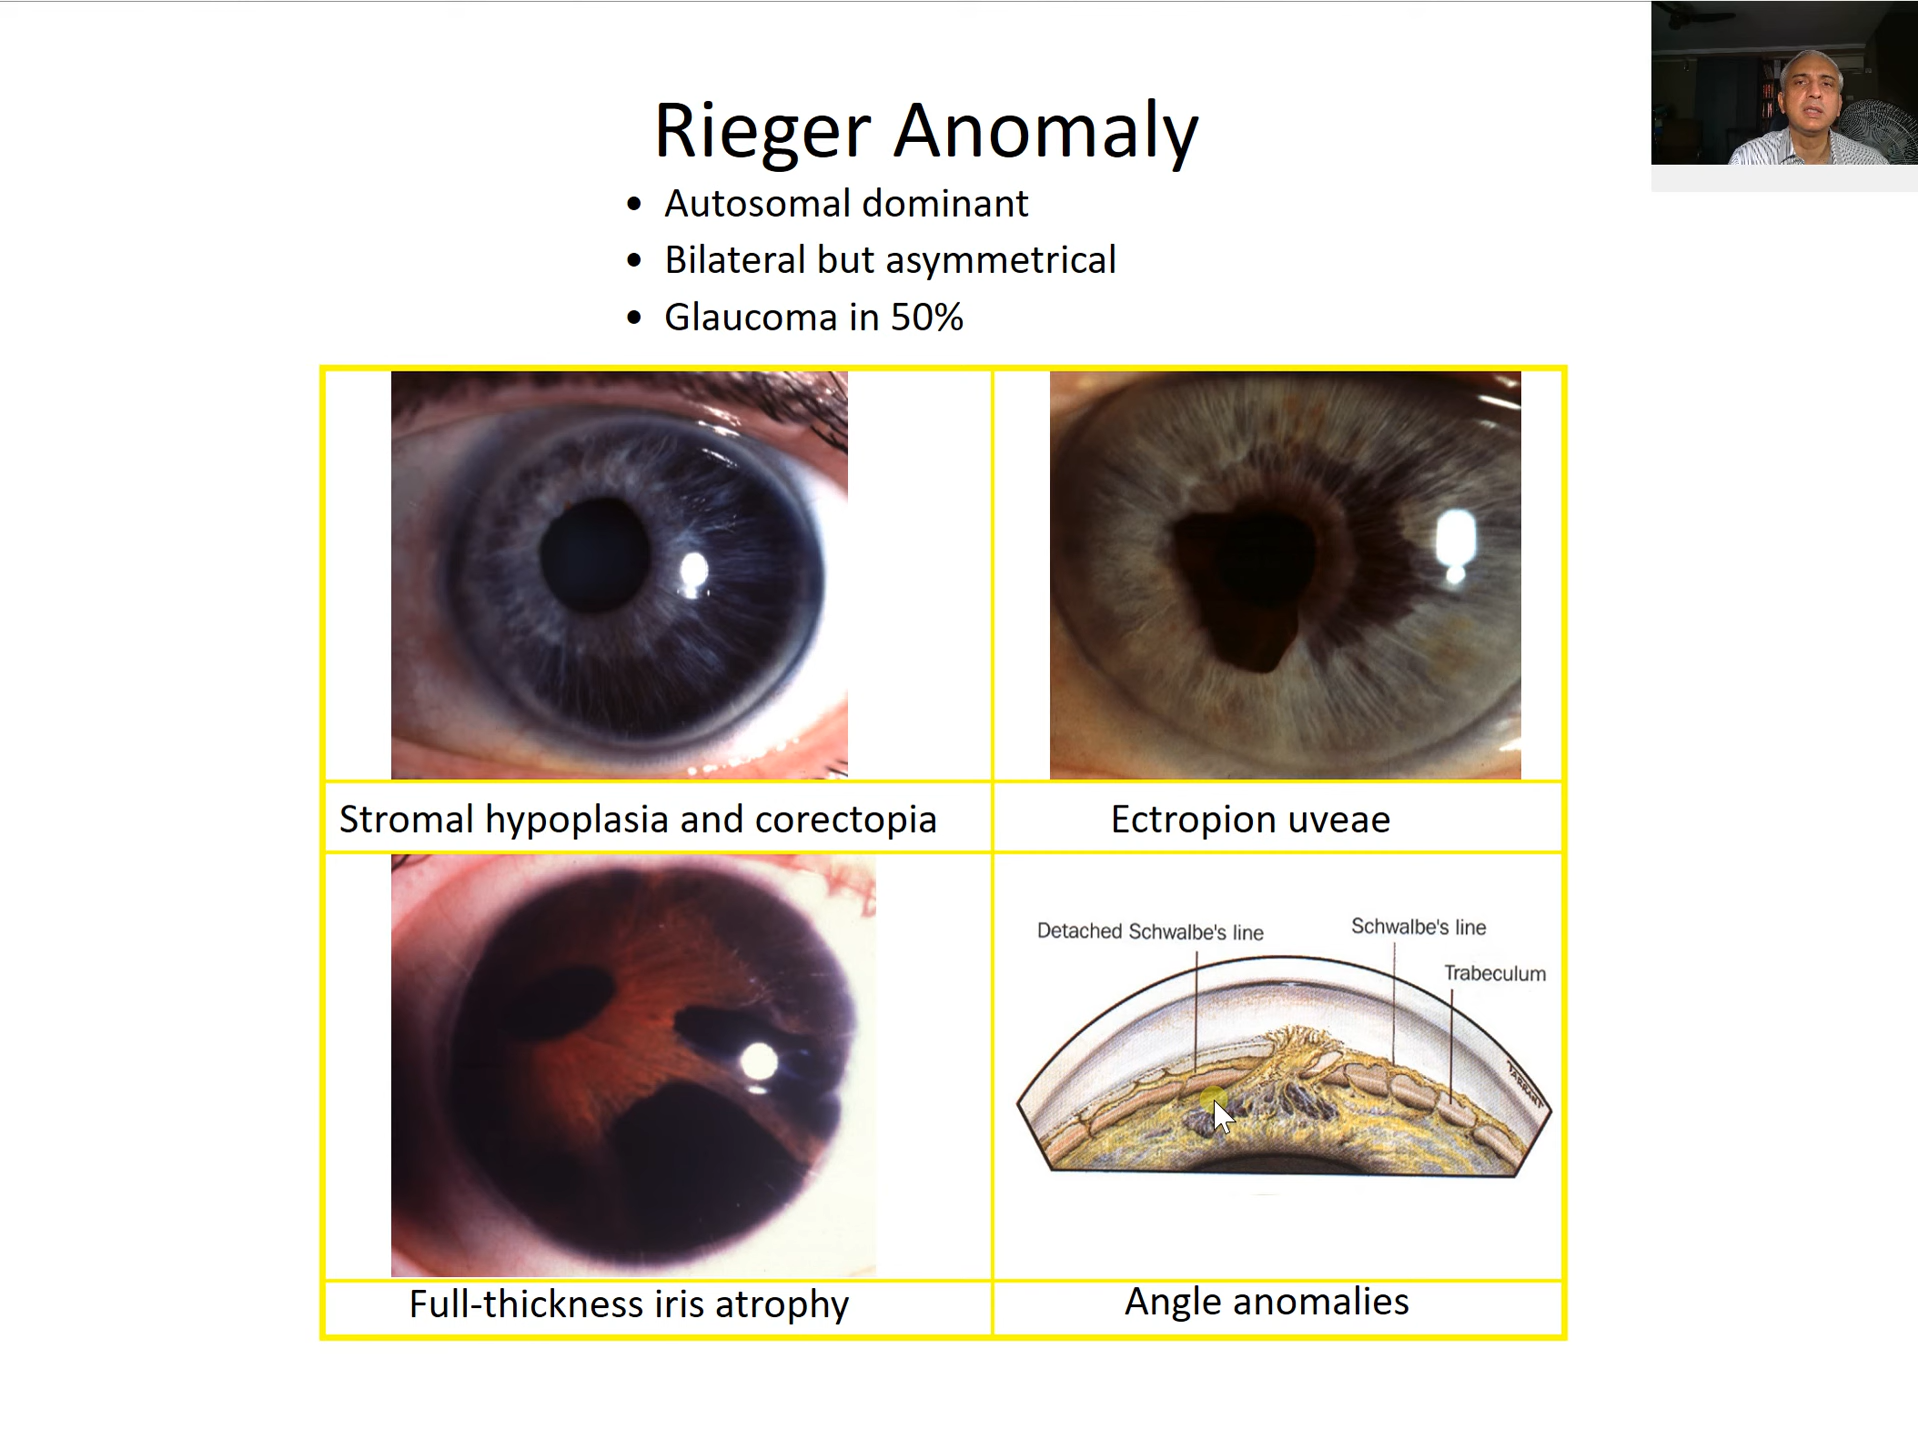 Rieger Anomaly
• Autosomal dominant
• Bilateral but asymmetrical
• Glaucoma in 50%
Stromal hypoplasia and corectopia
Ectropion uveae
Detached Schwalbe's line
Schwalbe's line
Trabeculum
TARRANT
Full-thickness iris atrophy
Angle anomalies